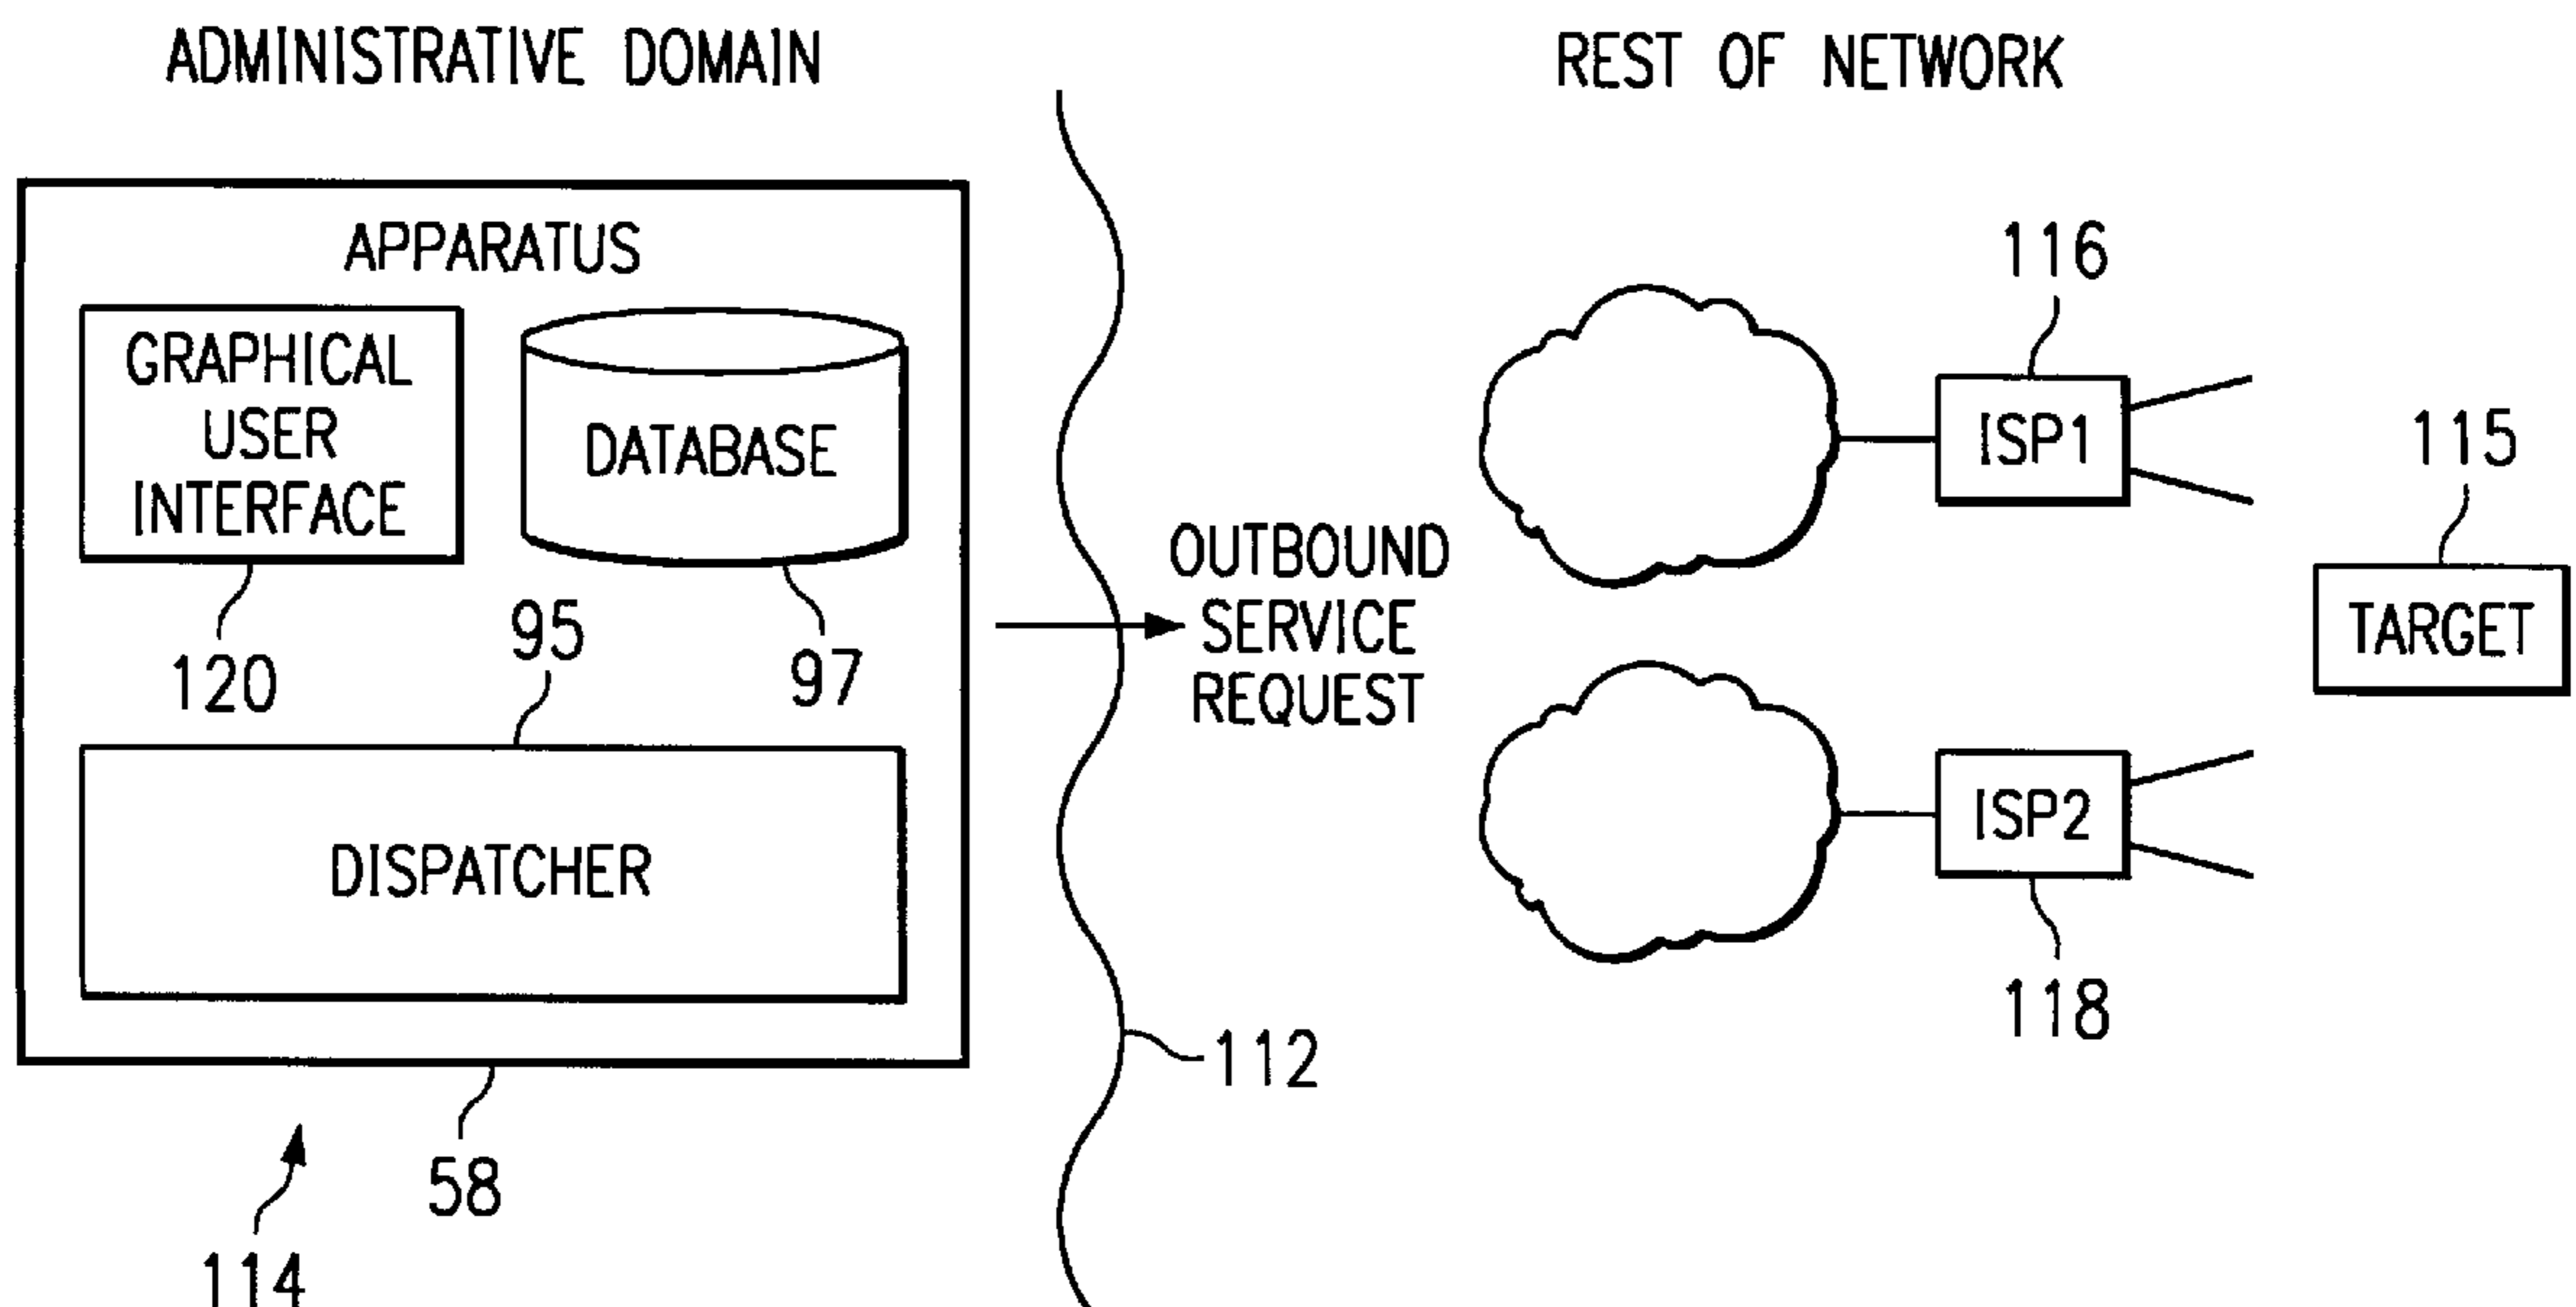 ADMINISTRATIVE DOMAIN
REST OF NETWORK
APPARATUS
GRAPHICAL
USER
INTERFACE
DATABASE
120
95
97
DISPATCHER
58
114
OUTBOUND
SERVICE
REQUEST
112
116
ISP1
115
TARGET
ISP2
118